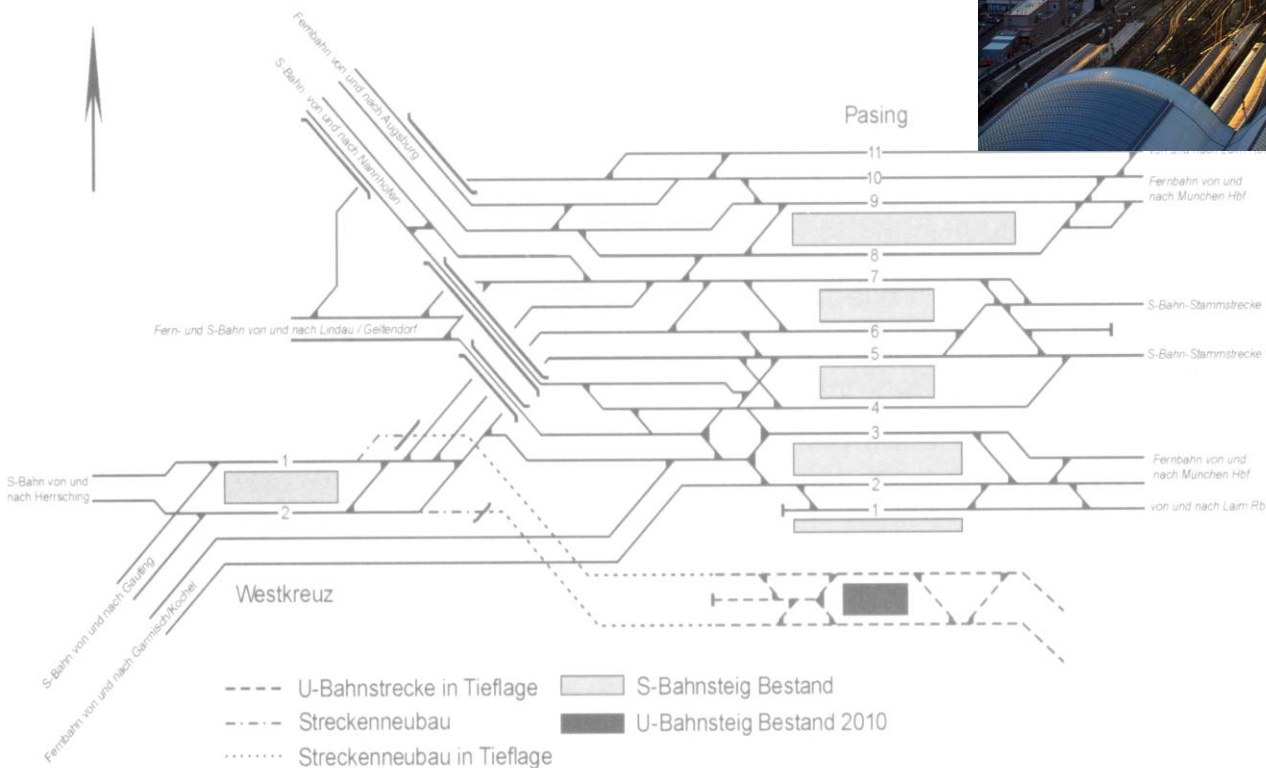 Fernbahn von und nach Augsburg
S-Bahn von und nach Nannhofen
Pasing
11
10
9
8
7
6
5
4
3
2
1
Fernbahn von und
nach München Hbf
S-Bahn-Stammstrecke
S-Bahn-Stammstrecke
Fernbahn von und
nach München Hbf
von und nach Laim Rb
Fern- und S-Bahn von und nach Lindau / Geltendorf
S-Bahn von und
nach Herrsching
1
2
S-Bahn von und nach Gauting
Fernbahn von und nach Garmisch/Kochel
Westkreuz
U-Bahnstrecke in Tieflage
Streckenneubau
Streckenneubau in Tieflage
S-Bahnsteig Bestand
U-Bahnsteig Bestand 2010